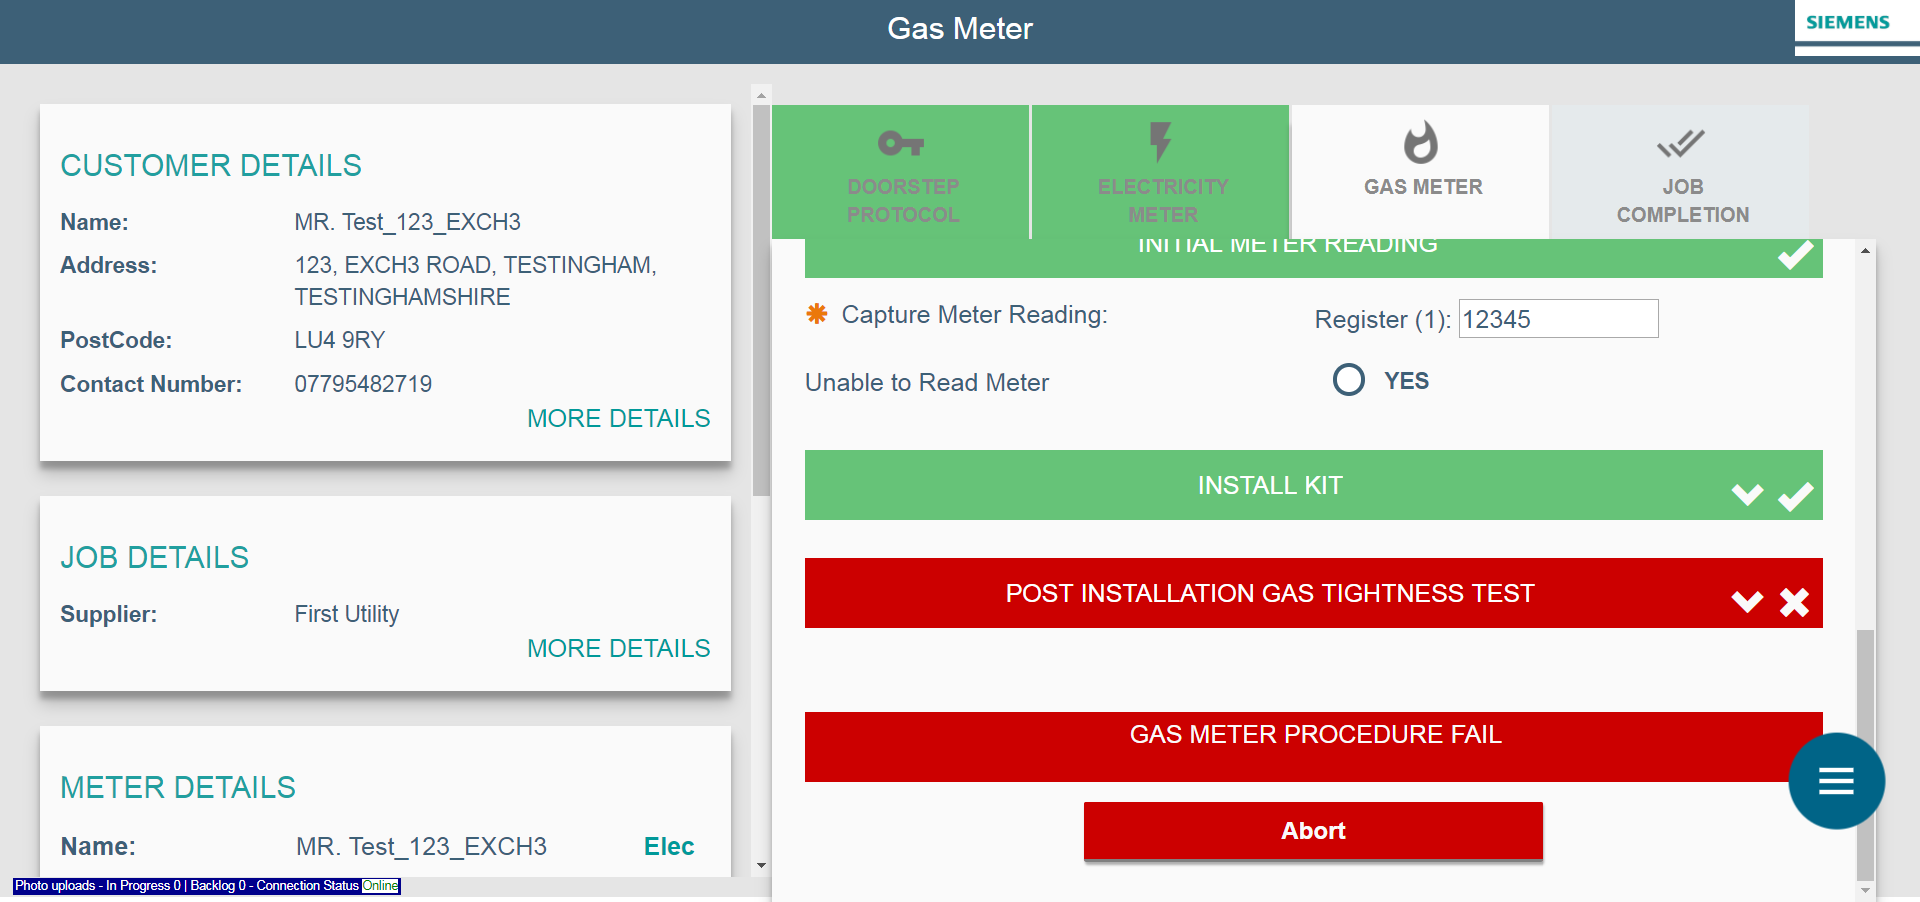 Gas Meter
SIEMENS
CUSTOMER DETAILS
Name: MR. Test_123_EXCH3
Address: 123, EXCH3 ROAD, TESTINGHAM,
TESTINGHAMSHIRE
PostCode: LU4 9RY
Contact Number: 07795482719
MORE DETAILS
JOB DETAILS
Supplier: First Utility
MORE DETAILS
METER DETAILS
Name: MR. Test_123_EXCH3 Elec
Photo uploads - In Progress 0 | Backlog 0 - Connection Status Online
DOORSTEP
PROTOCOL
ELECTRICITY
METER
GAS METER
JOB
COMPLETION
INITIAL METER READING
Capture Meter Reading: Register (1): 12345
Unable to Read Meter YES
INSTALL KIT
POST INSTALLATION GAS TIGHTNESS TEST
GAS METER PROCEDURE FAIL
Abort